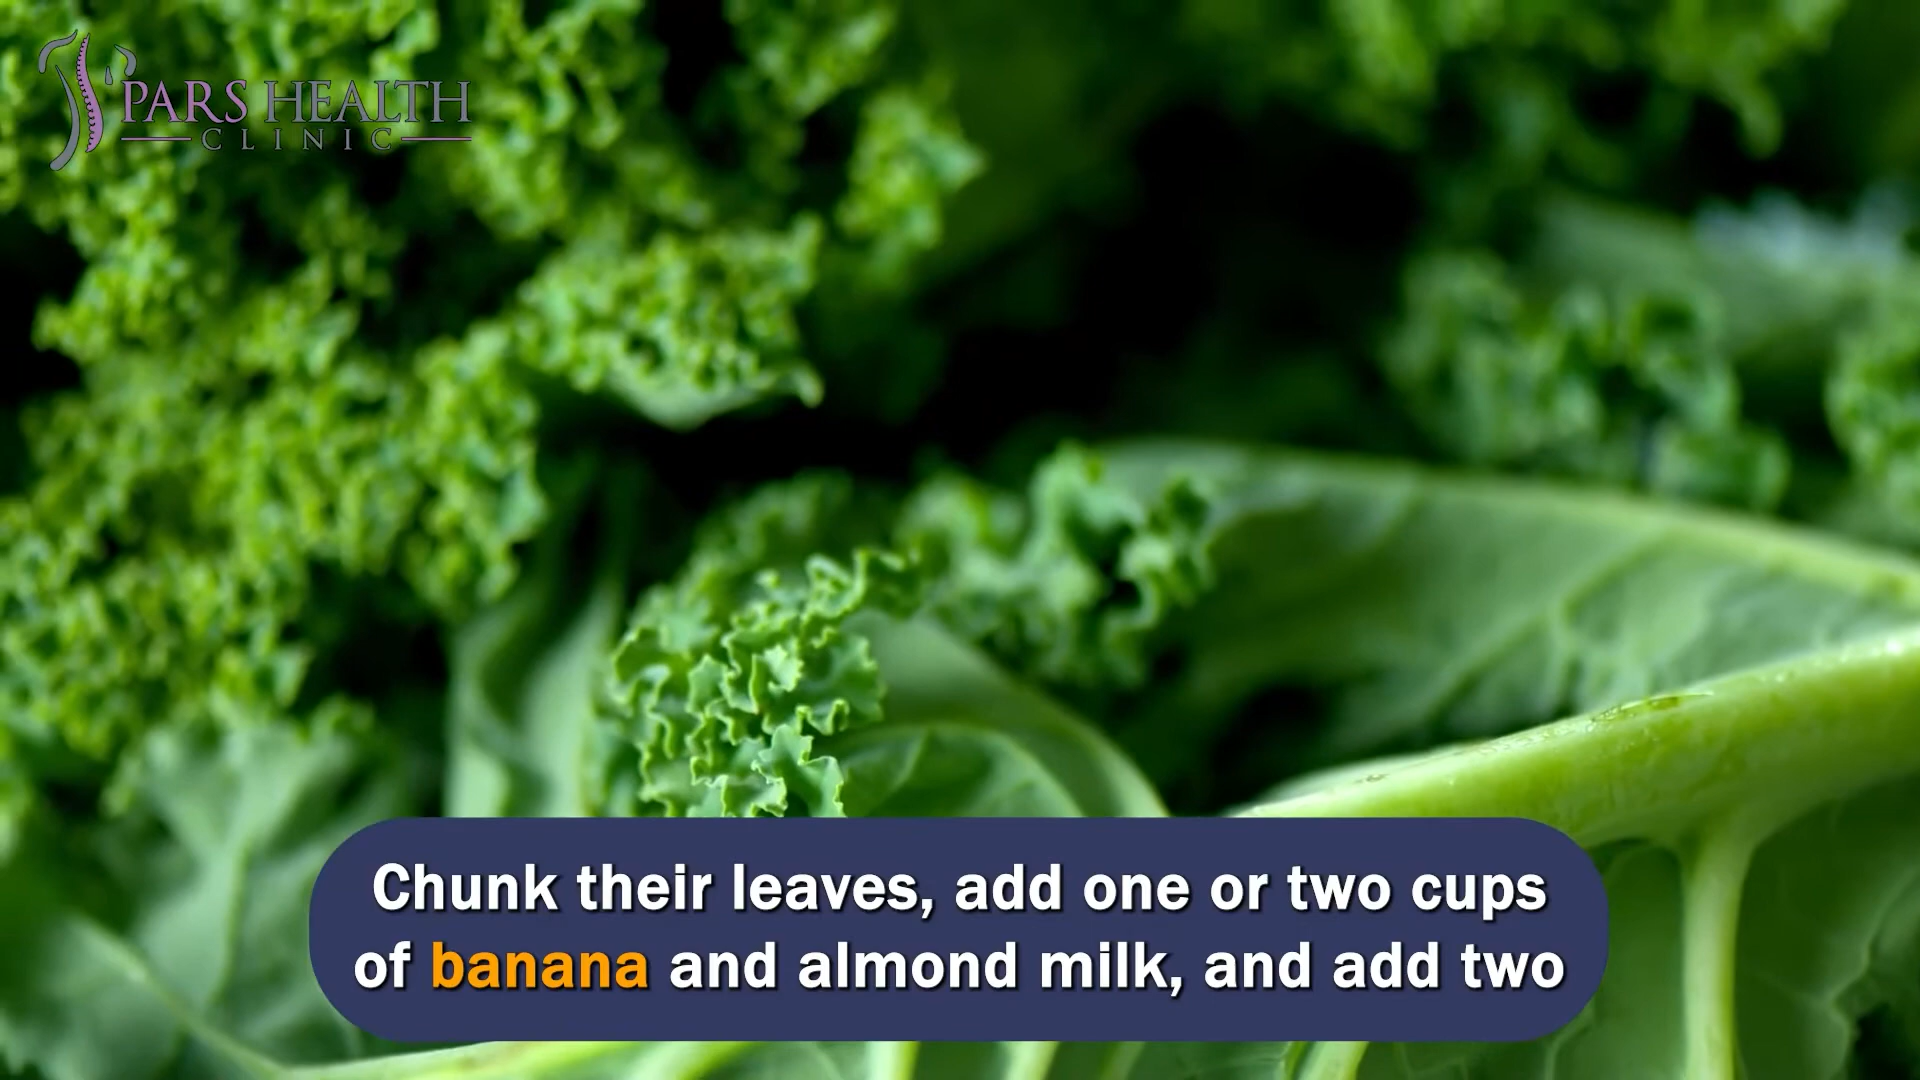 PARS HEALTH
CLINIC
Chunk their leaves, add one or two cups
of banana and almond milk, and add two